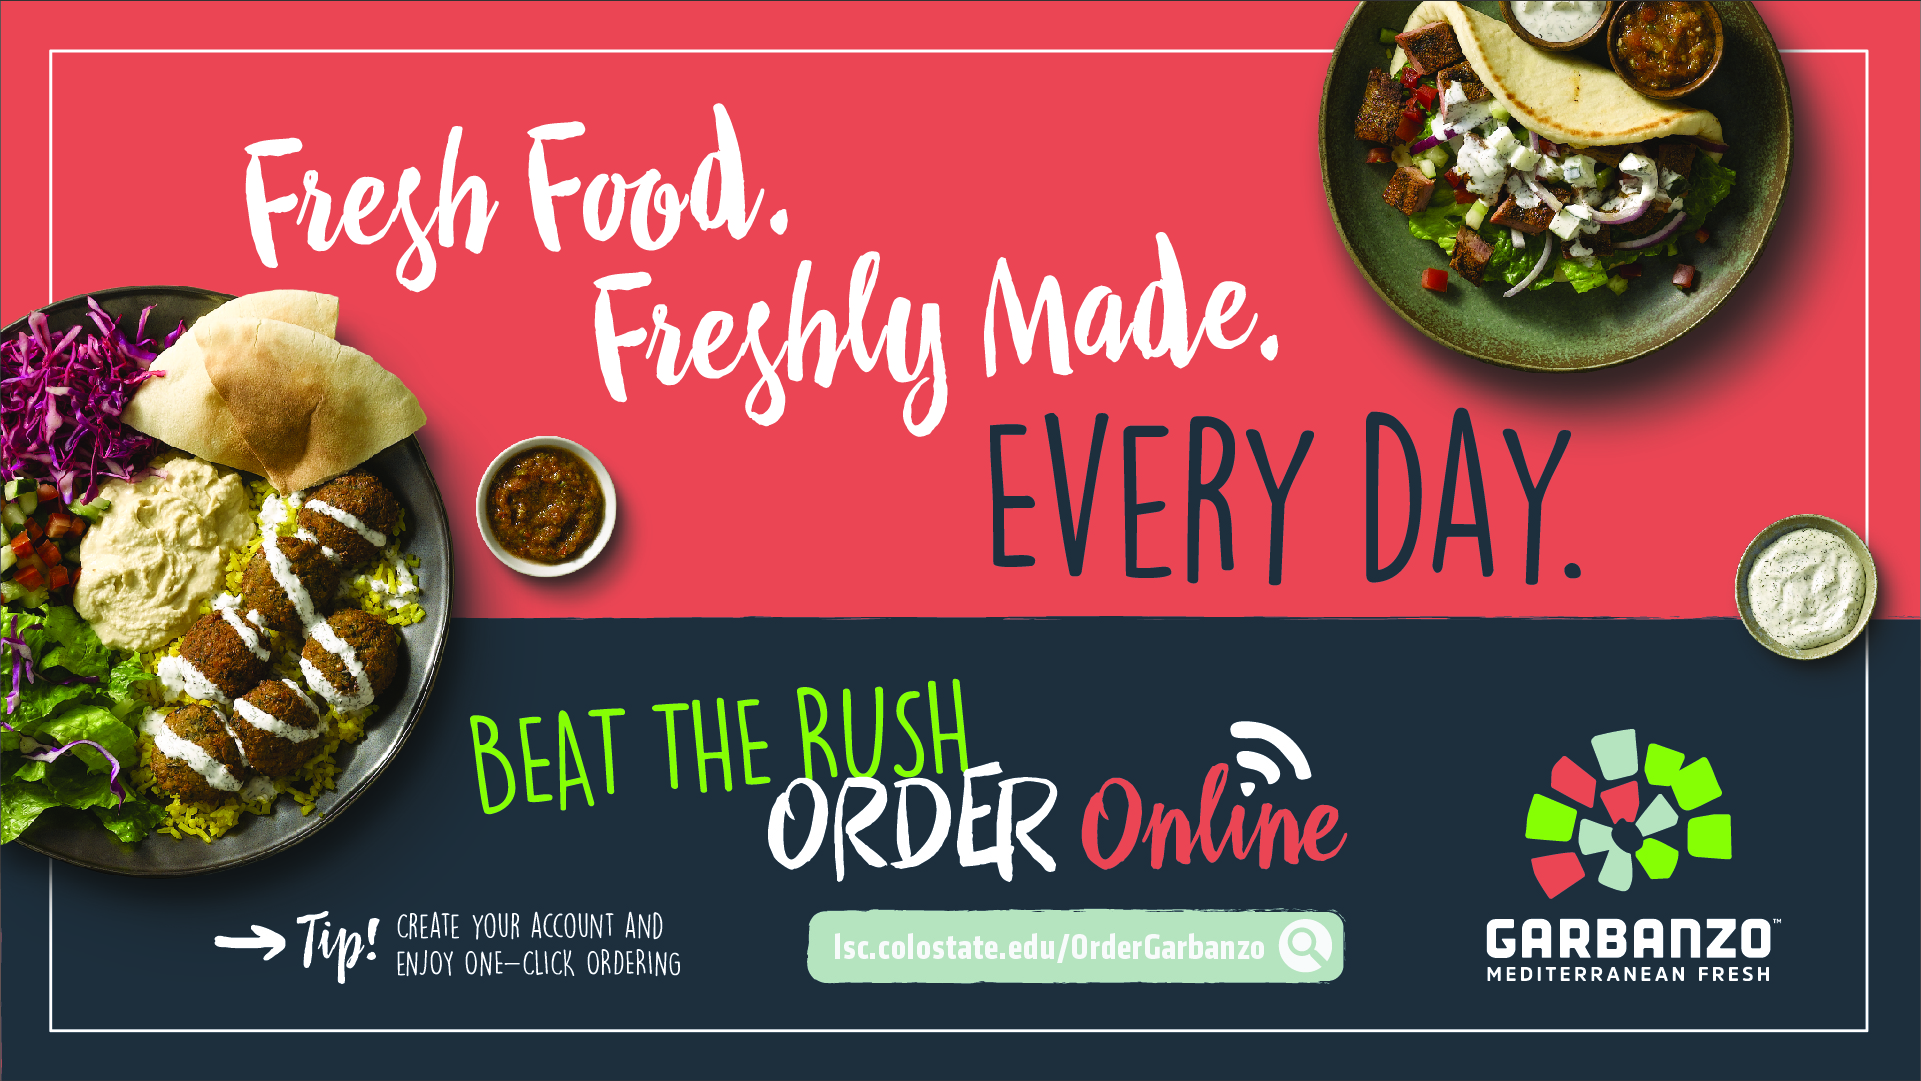 Fresh Food.
Freshly Made.
EVERY DAY.
BEAT THE RUSH
ORDER Online
Tip! CREATE YOUR ACCOUNT AND
ENJOY ONE-CLICK ORDERING
lsc.colostate.edu/OrderGarbanzo
GARBANZO™
MEDITERRANEAN FRESH